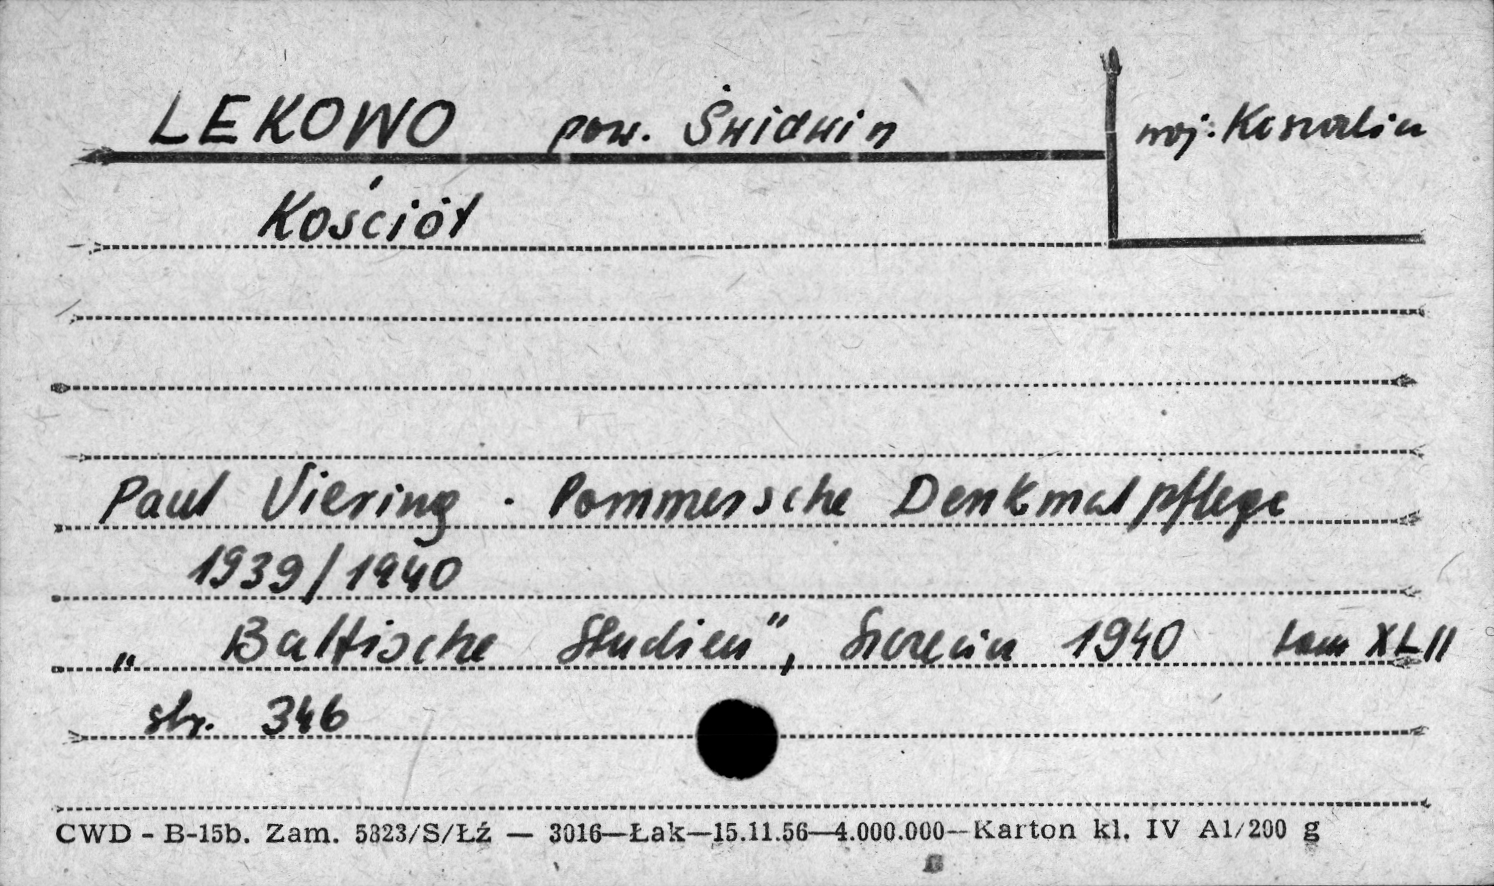 LEKOWO pow. Świdwin
woj: Koszalin
Kościół
Paul Viering . Pommersche Denkmalpflege
1939/1940
„ Baltische Studien”, Szczecin 1940 tom XLII
str. 346
CWD - B-15b. Zam. 5823/S/Łź — 3016—Łak—15.11.56—4.000.000—Karton kl. IV A1/200 g